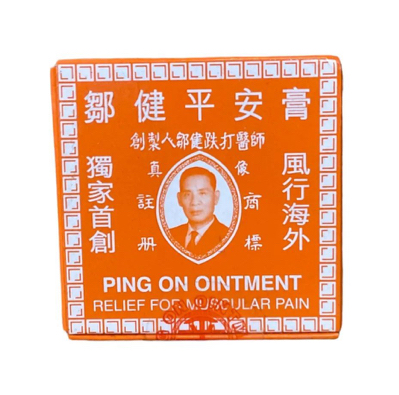 鄒健平安膏
創製人鄒健跌打醫師
風行海外
獨家首創
真像
註册
商標
PING ON OINTMENT
RELIEF FOR MUSCULAR PAIN